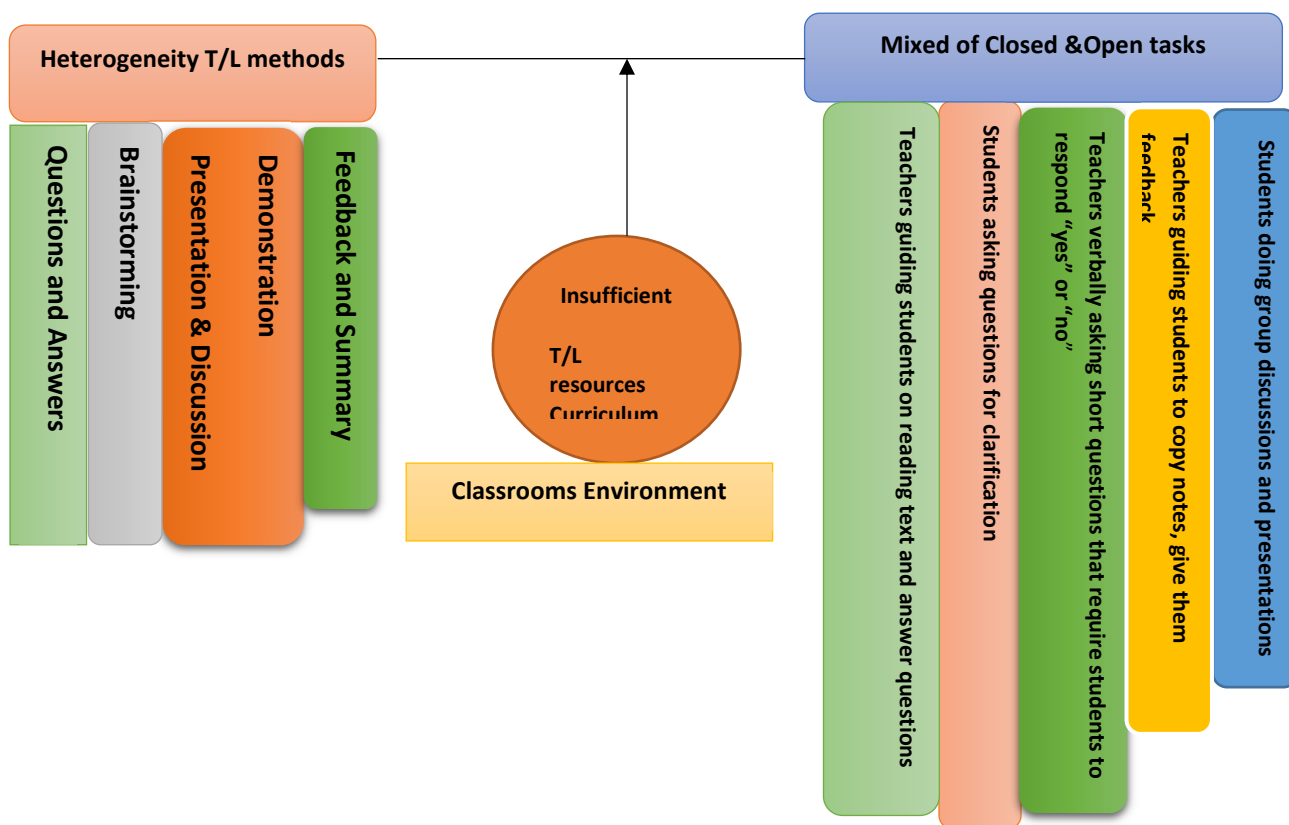 Heterogeneity T/L methods
Questions and Answers
Brainstorming
Presentation & Discussion
Demonstration
Feedback and Summary
Insufficient
T/L
resources
Curriculum
Classrooms Environment
Mixed of Closed &Open tasks
Teachers guiding students on reading text and answer questions
Students asking questions for clarification
Teachers verbally asking short questions that require students to
respond “yes” or “no”
Teachers guiding students to copy notes, give them
feedback
Students doing group discussions and presentations